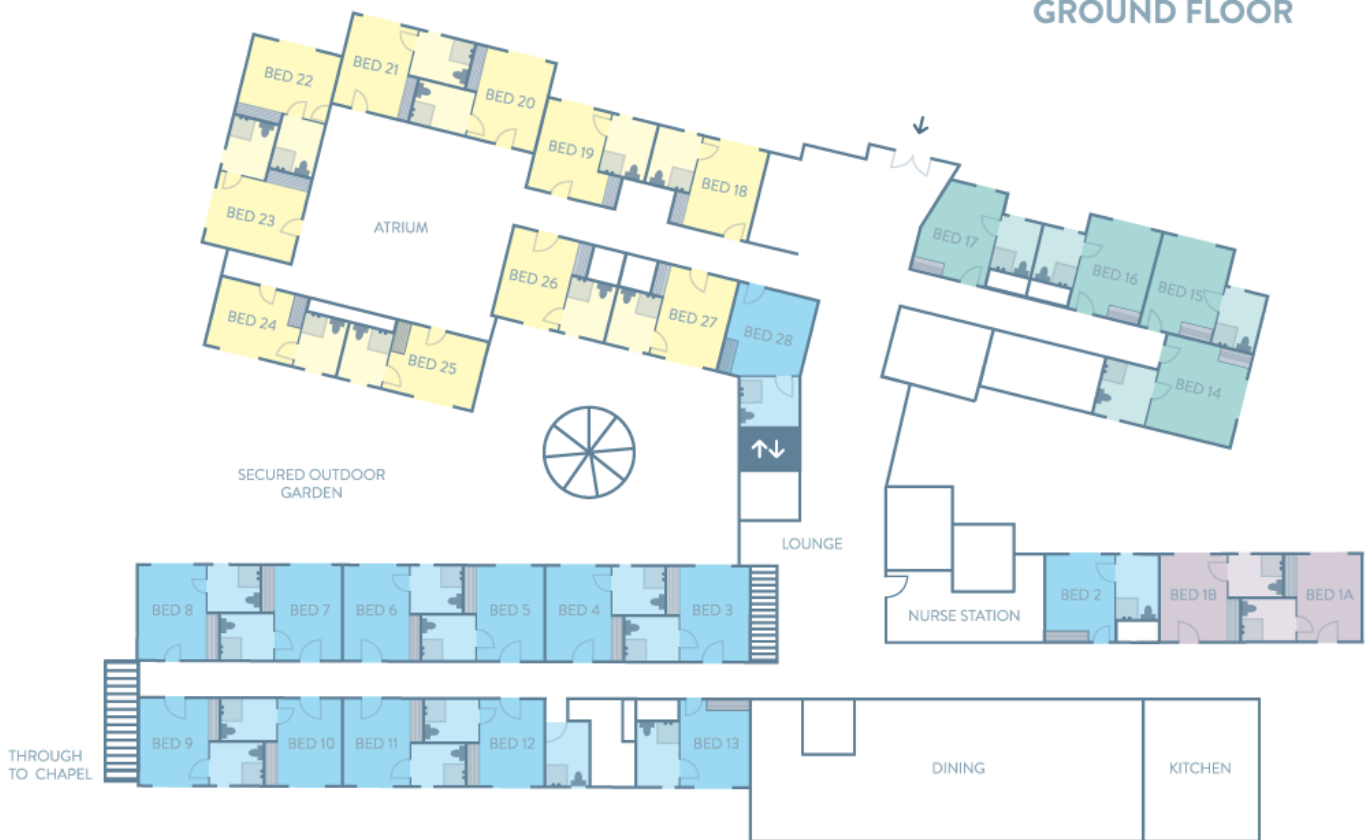 GROUND FLOOR
BED 22
BED 21
BED 20
BED 19
BED 18
BED 23
ATRIUM
BED 17
BED 16
BED 15
BED 14
BED 26
BED 27
BED 28
BED 24
BED 25
SECURED OUTDOOR
GARDEN
LOUNGE
BED 8
BED 7
BED 6
BED 5
BED 4
BED 3
NURSE STATION
BED 2
BED 1B
BED 1A
BED 9
BED 10
BED 11
BED 12
BED 13
THROUGH
TO CHAPEL
DINING
KITCHEN